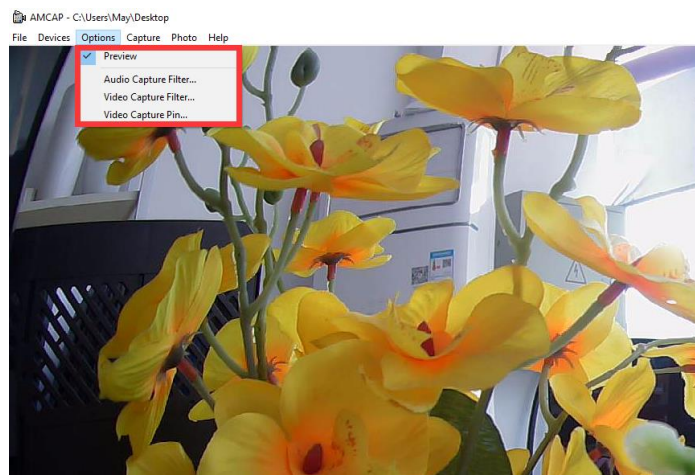 AMCAP - C:\Users\May\Desktop
File Devices Options Capture Photo Help
Preview
Audio Capture Filter...
Video Capture Filter...
Video Capture Pin...